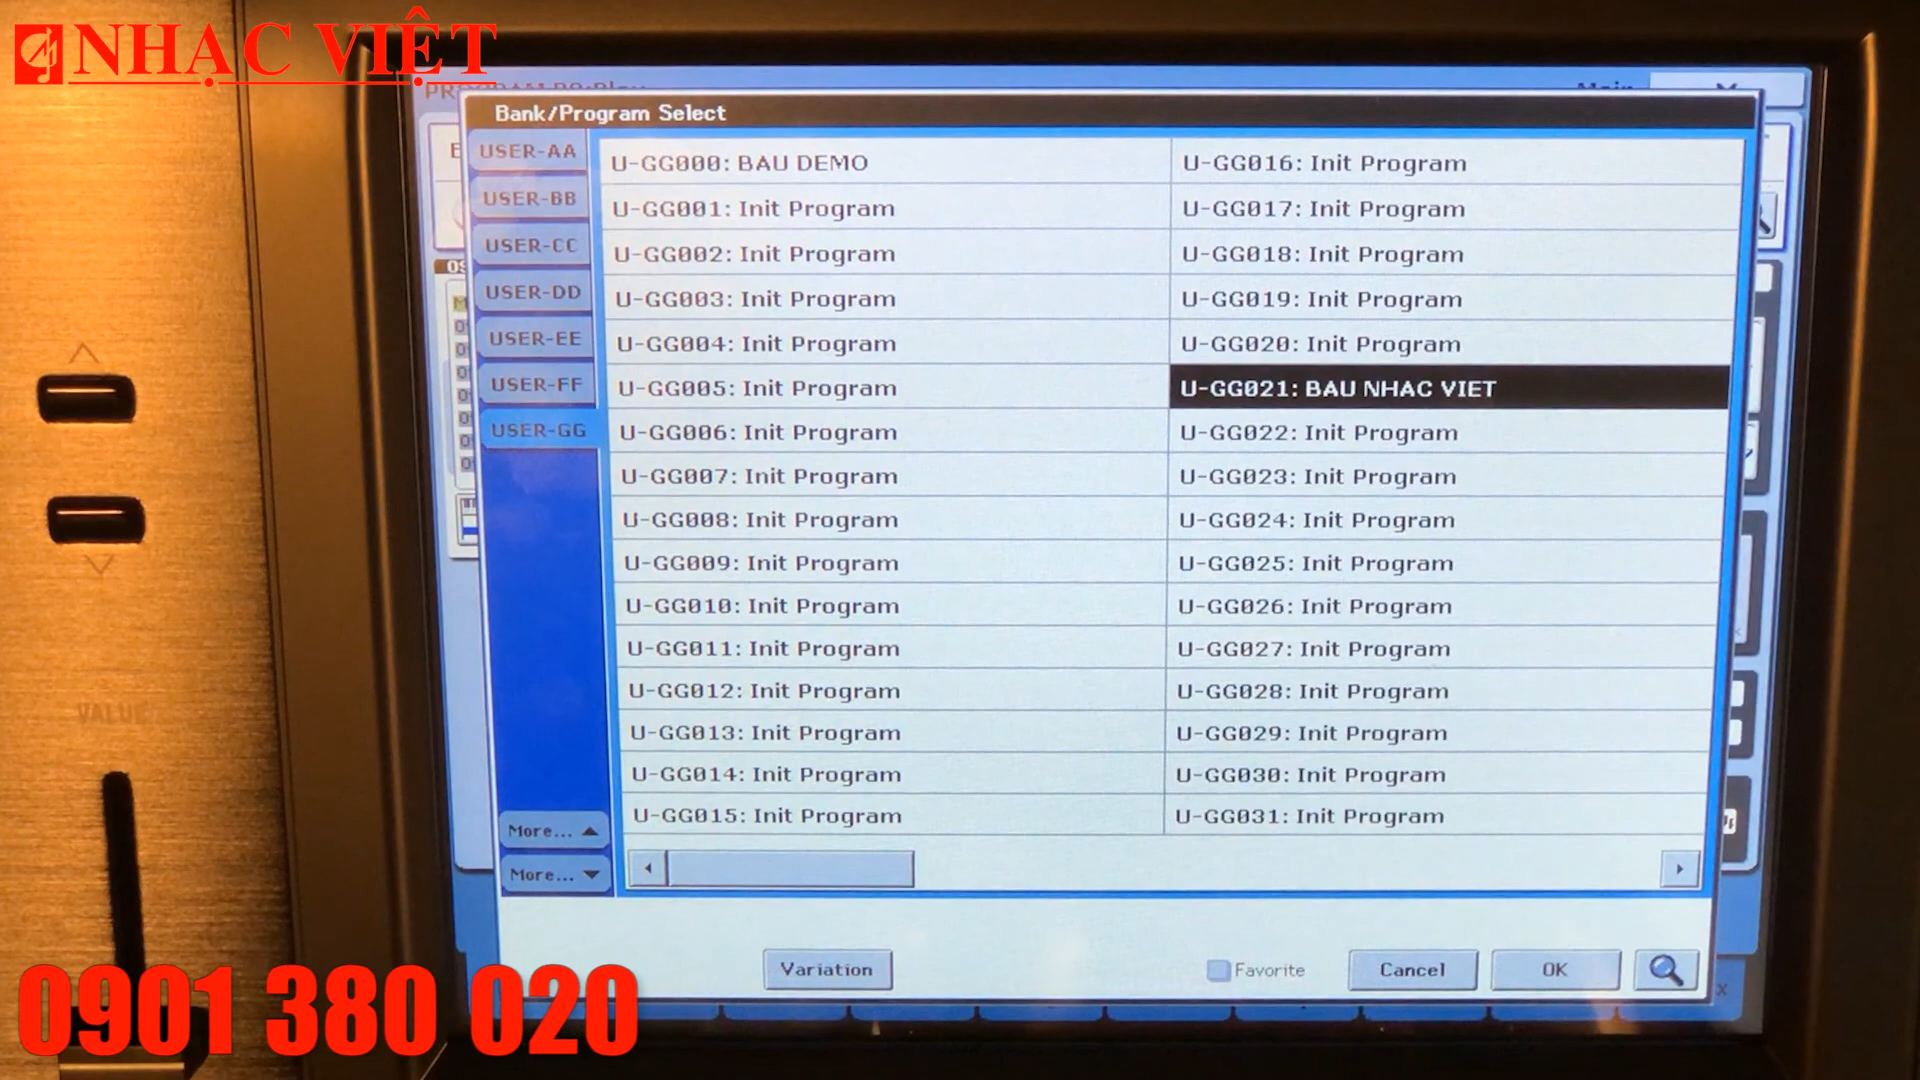 NHẠC VIỆT
Main
Bank/Program Select
USER-AA
USER-BB
USER-CC
USER-DD
USER-EE
USER-FF
USER-GG
More...
More...
U-GG000: BAU DEMO
U-GG001: Init Program
U-GG002: Init Program
U-GG003: Init Program
U-GG004: Init Program
U-GG005: Init Program
U-GG006: Init Program
U-GG007: Init Program
U-GG008: Init Program
U-GG009: Init Program
U-GG010: Init Program
U-GG011: Init Program
U-GG012: Init Program
U-GG013: Init Program
U-GG014: Init Program
U-GG015: Init Program
U-GG016: Init Program
U-GG017: Init Program
U-GG018: Init Program
U-GG019: Init Program
U-GG020: Init Program
U-GG021: BAU NHAC VIET
U-GG022: Init Program
U-GG023: Init Program
U-GG024: Init Program
U-GG025: Init Program
U-GG026: Init Program
U-GG027: Init Program
U-GG028: Init Program
U-GG029: Init Program
U-GG030: Init Program
U-GG031: Init Program
Variation
Favorite
Cancel
OK
VALUE
0901 380 020